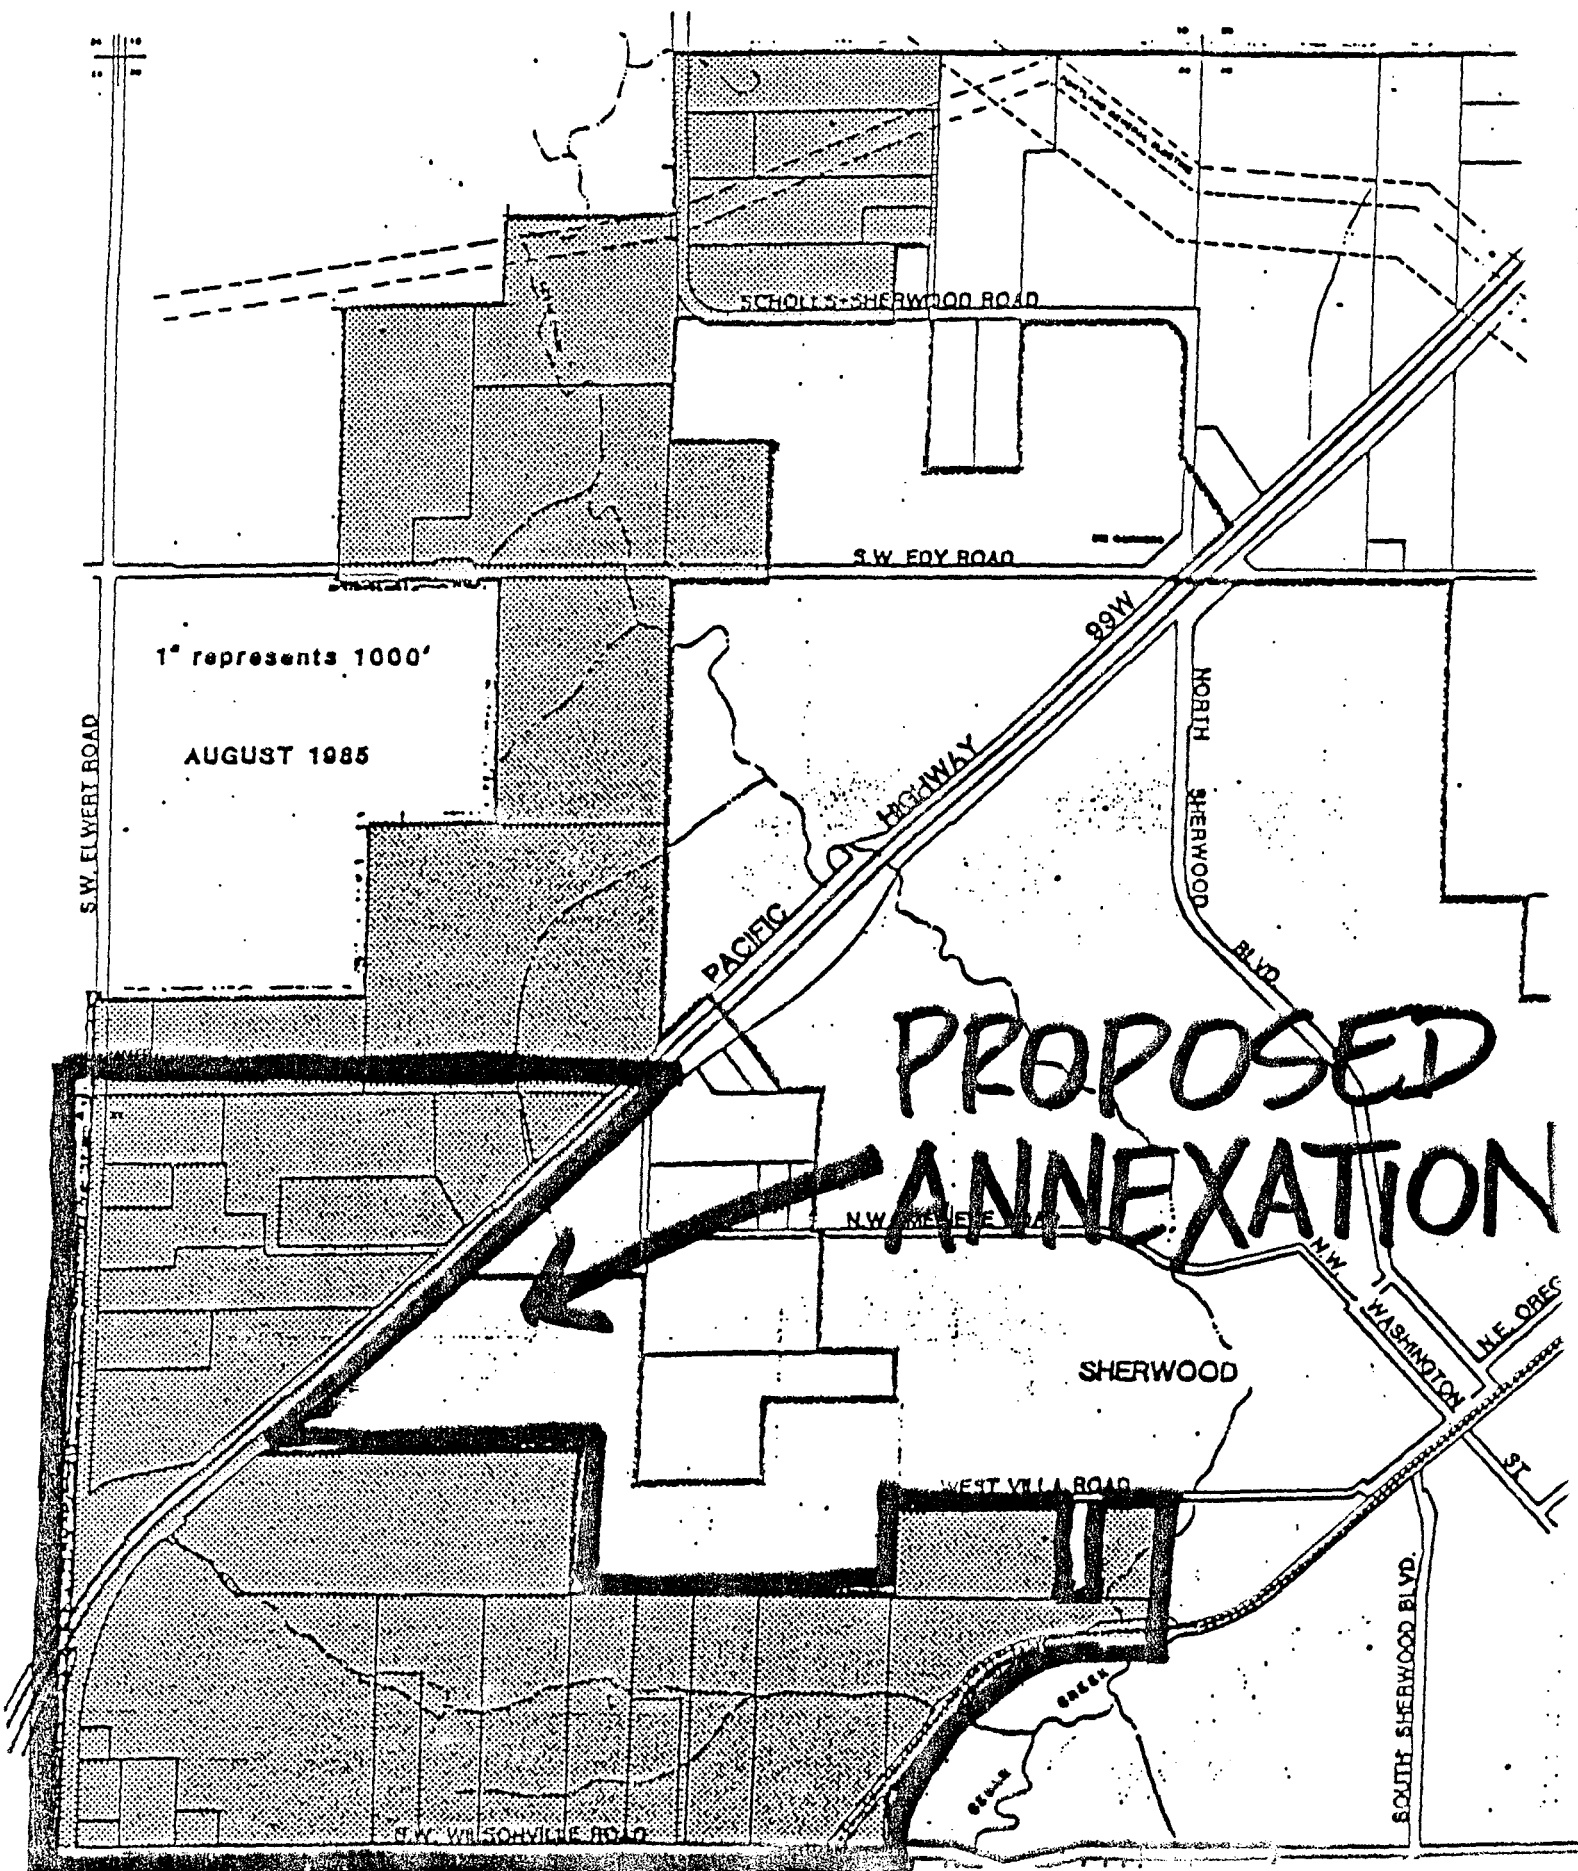 SCHOLLS-SHERWOOD ROAD
S.W. EDY ROAD
99W
1" represents 1000'
AUGUST 1985
S.W. ELWERT ROAD
NORTH SHERWOOD BLVD.
PACIFIC HIGHWAY
PROPOSED
ANNEXATION
N.W.
N.W. WASHINGTON ST.
N.E. OREG
SHERWOOD
WEST VILLA ROAD
SOUTH SHERWOOD BLVD.
CREEK
S.W. WILSONVILLE ROAD